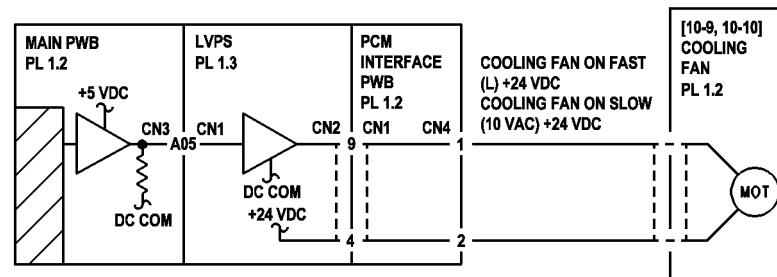 MAIN PWB
PL 1.2
+5 VDC
CN3
A05
DC COM
LVPS
PL 1.3
CN1
DC COM
+24 VDC
CN2
9
4
PCM
INTERFACE
PWB
PL 1.2
CN1
CN4
1
2
COOLING FAN ON FAST
(L) +24 VDC
COOLING FAN ON SLOW
(10 VAC) +24 VDC
[10-9, 10-10]
COOLING
FAN
PL 1.2
MOT